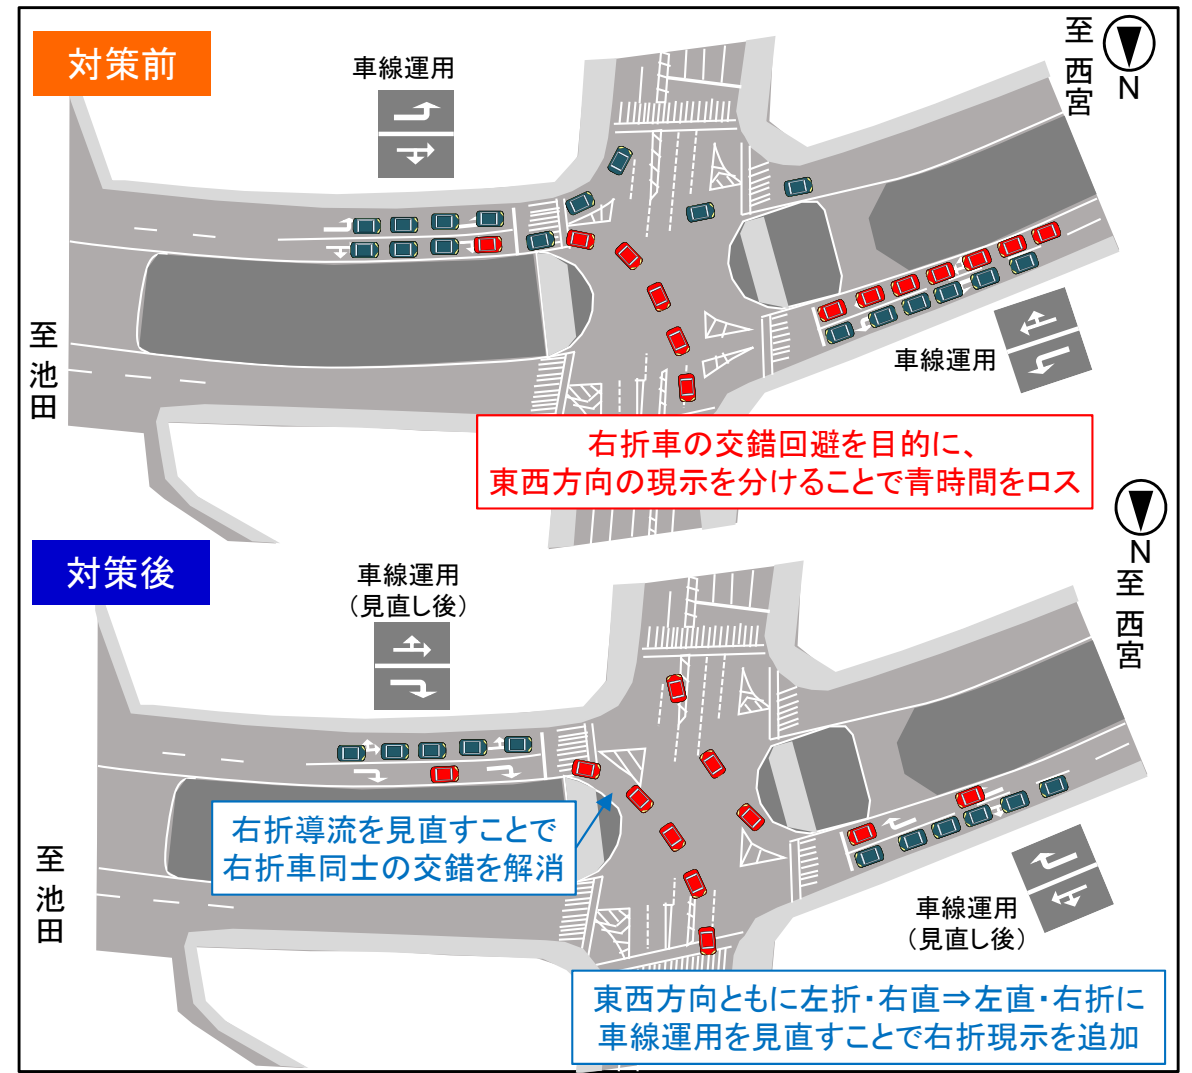 対策前
車線運用
至 西宮
N
至 池田
車線運用
右折車の交錯回避を目的に、
東西方向の現示を分けることで青時間をロス
対策後
車線運用
（見直し後）
N
至 西宮
右折導流を見直すことで
右折車同士の交錯を解消
至 池田
車線運用
（見直し後）
東西方向ともに左折・右直⇒左直・右折に
車線運用を見直すことで右折現示を追加